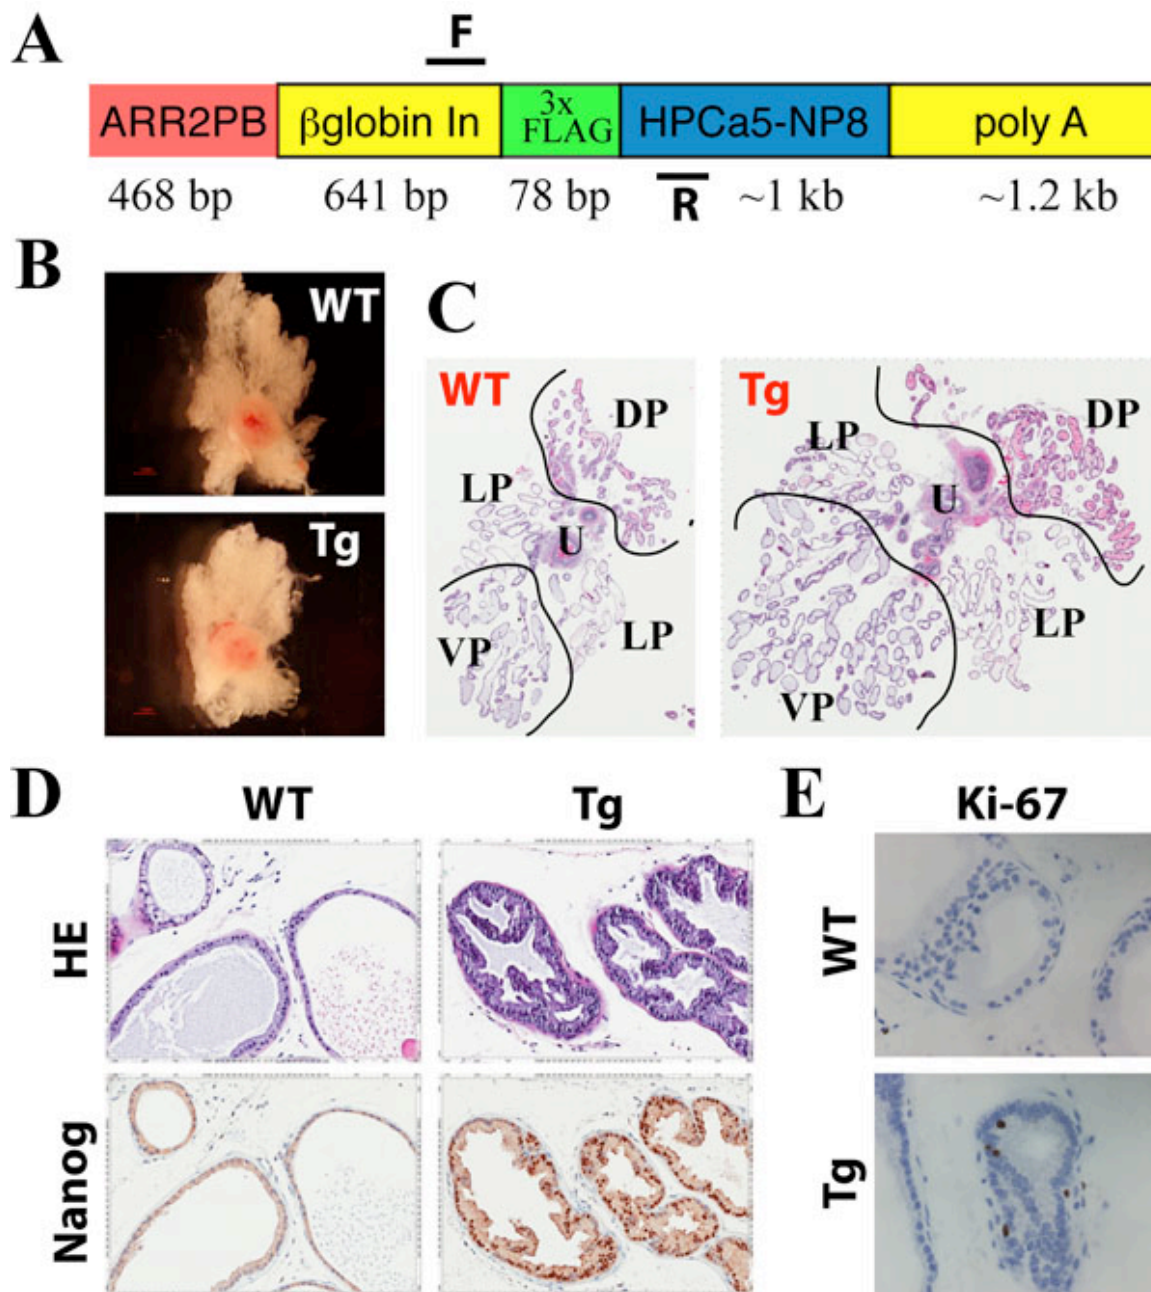 A
F
ARR2PB βglobin In 3x FLAG HPCa5-NP8 poly A
468 bp 641 bp 78 bp R ~1 kb ~1.2 kb
B
WT
Tg
C
WT
DP
LP
U
VP
LP
Tg
LP
DP
U
LP
VP
D
WT Tg
HE
Nanog
E
Ki-67
WT
Tg